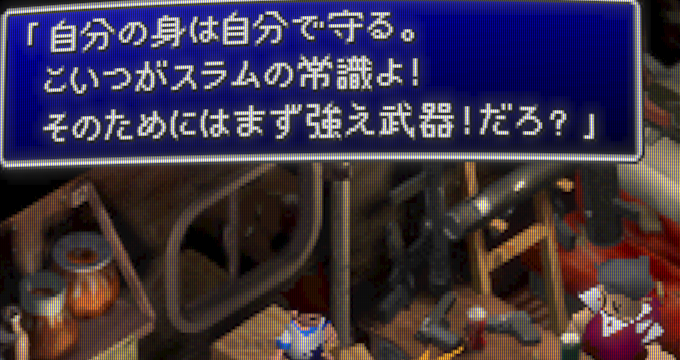 「自分の身は自分で守る。
こいつがスラムの常識よ!
そのためにはまず強え武器!だろ?」